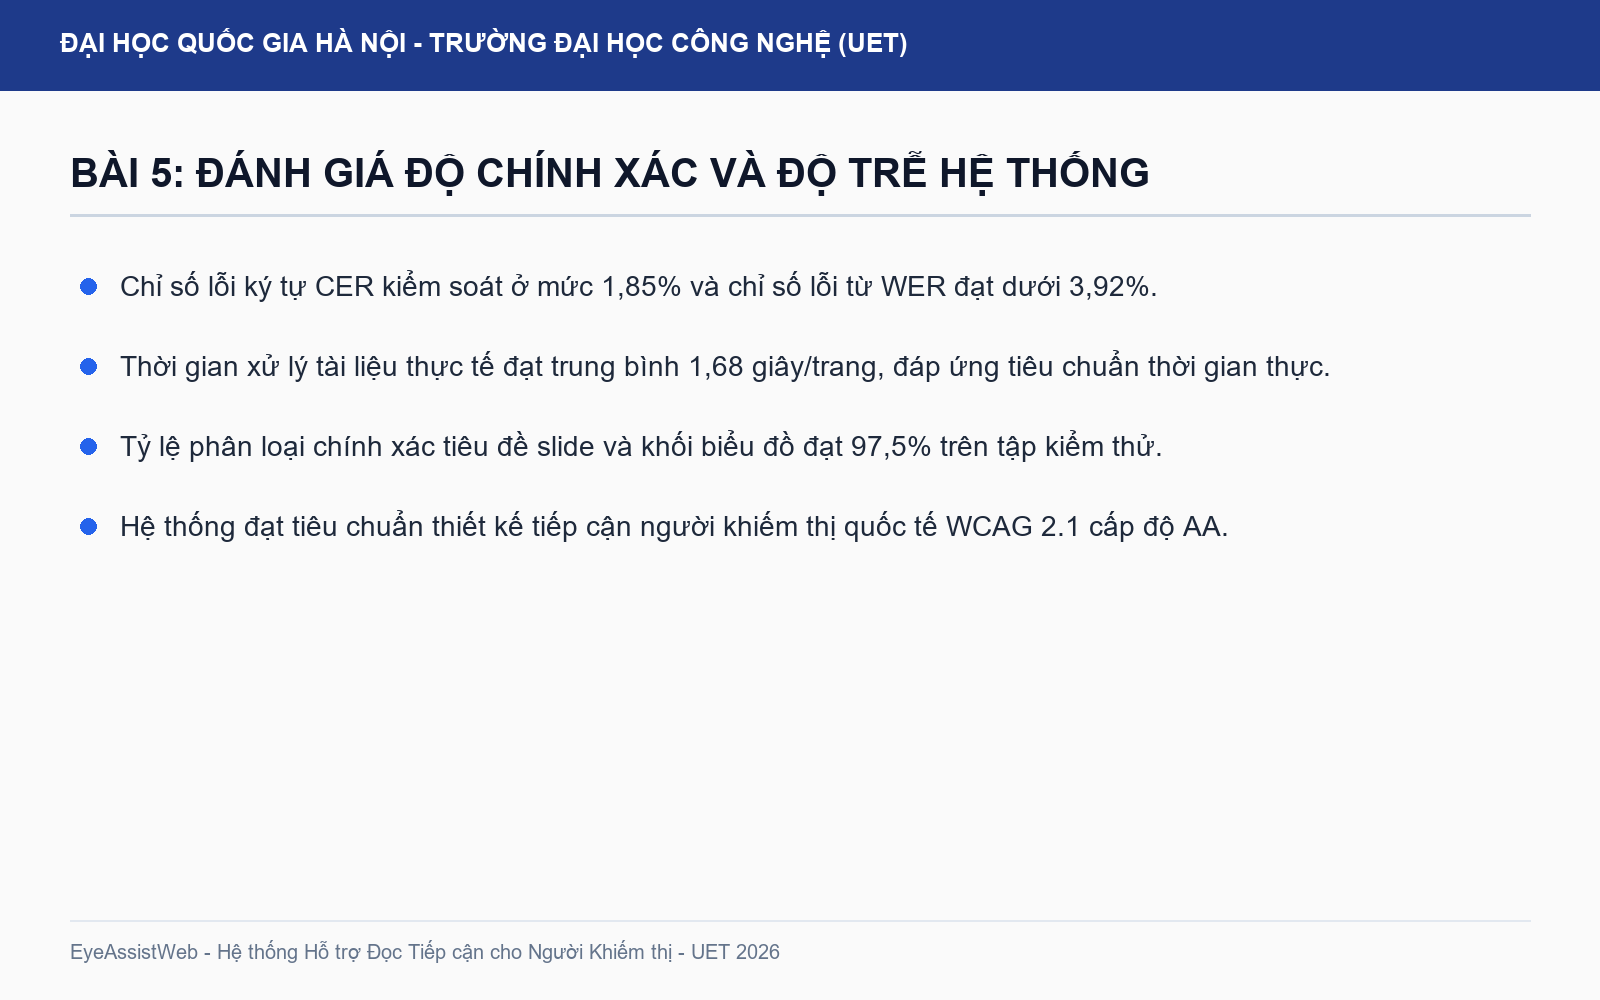 ĐẠI HỌC QUỐC GIA HÀ NỘI - TRƯỜNG ĐẠI HỌC CÔNG NGHỆ (UET)
BÀI 5: ĐÁNH GIÁ ĐỘ CHÍNH XÁC VÀ ĐỘ TRỄ HỆ THỐNG
Chỉ số lỗi ký tự CER kiểm soát ở mức 1,85% và chỉ số lỗi từ WER đạt dưới 3,92%.
Thời gian xử lý tài liệu thực tế đạt trung bình 1,68 giây/trang, đáp ứng tiêu chuẩn thời gian thực.
Tỷ lệ phân loại chính xác tiêu đề slide và khối biểu đồ đạt 97,5% trên tập kiểm thử.
Hệ thống đạt tiêu chuẩn thiết kế tiếp cận người khiếm thị quốc tế WCAG 2.1 cấp độ AA.
EyeAssistWeb - Hệ thống Hỗ trợ Đọc Tiếp cận cho Người Khiếm thị - UET 2026